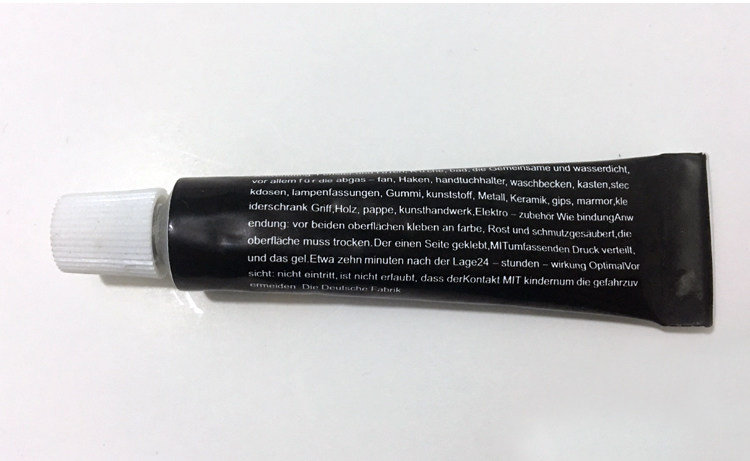 die Gemeinsame und wasserdicht,
vor allem für die abgas – fan, Haken, handtuchhalter, waschbecken, kasten,stec
kdosen, lampenfassungen, Gummi, kunststoff, Metall, Keramik, gips, marmor,kle
iderschrank Griff,Holz, pappe, kunsthandwerk,Elektro – zubehör Wie bindungAnw
endung: vor beiden oberflächen kleben an farbe, Rost und schmutzgesäubert,die
oberfläche muss trocken.Der einen Seite geklebt,MITumfassenden Druck verteilt,
und das gel.Etwa zehn minuten nach der Lage24 – stunden – wirkung OptimalVor
sicht: nicht eintritt, ist nicht erlaubt, dass derKontakt MIT kindernum die gefahrzuv
ermeiden. Die Deutsche Fabrik